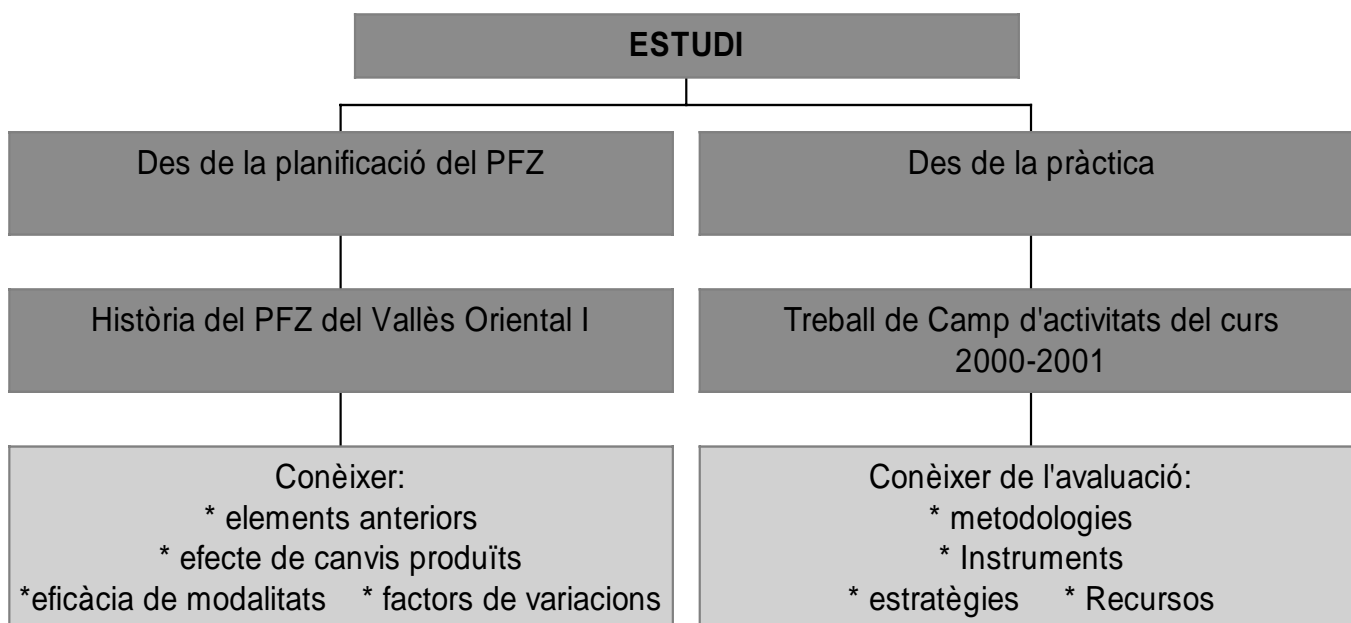 ESTUDI
Des de la planificació del PFZ
Des de la pràctica
Història del PFZ del Vallès Oriental I
Treball de Camp d'activitats del curs
2000-2001
Conèixer:
* elements anteriors
* efecte de canvis produïts
*eficàcia de modalitats * factors de variacions
Conèixer de l'avaluació:
* metodologies
* Instruments
* estratègies * Recursos